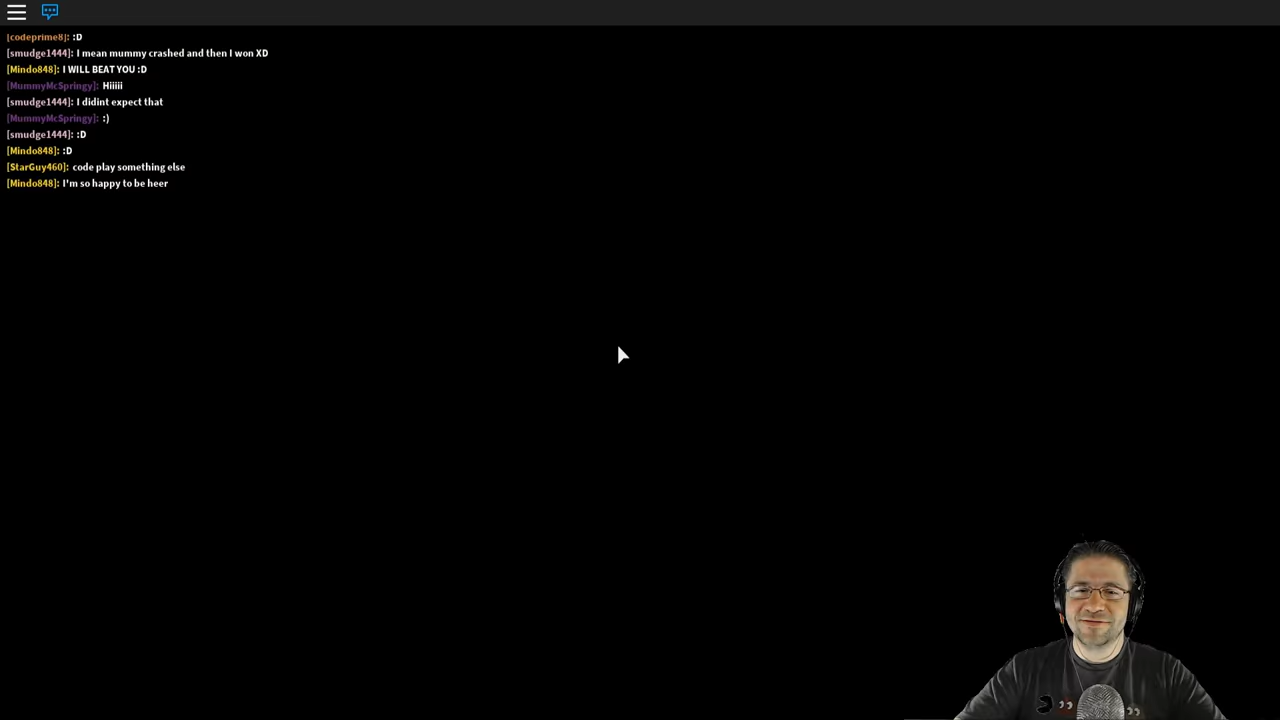 [codeprime8]: :D
[smudge1444]: I mean mummy crashed and then I won XD
[Mindo848]: I WILL BEAT YOU :D
[MummyMcSpringy]: Hiiiii
[smudge1444]: I didint expect that
[MummyMcSpringy]: :)
[smudge1444]: :D
[Mindo848]: :D
[StarGuy460]: code play something else
[Mindo848]: I'm so happy to be heer